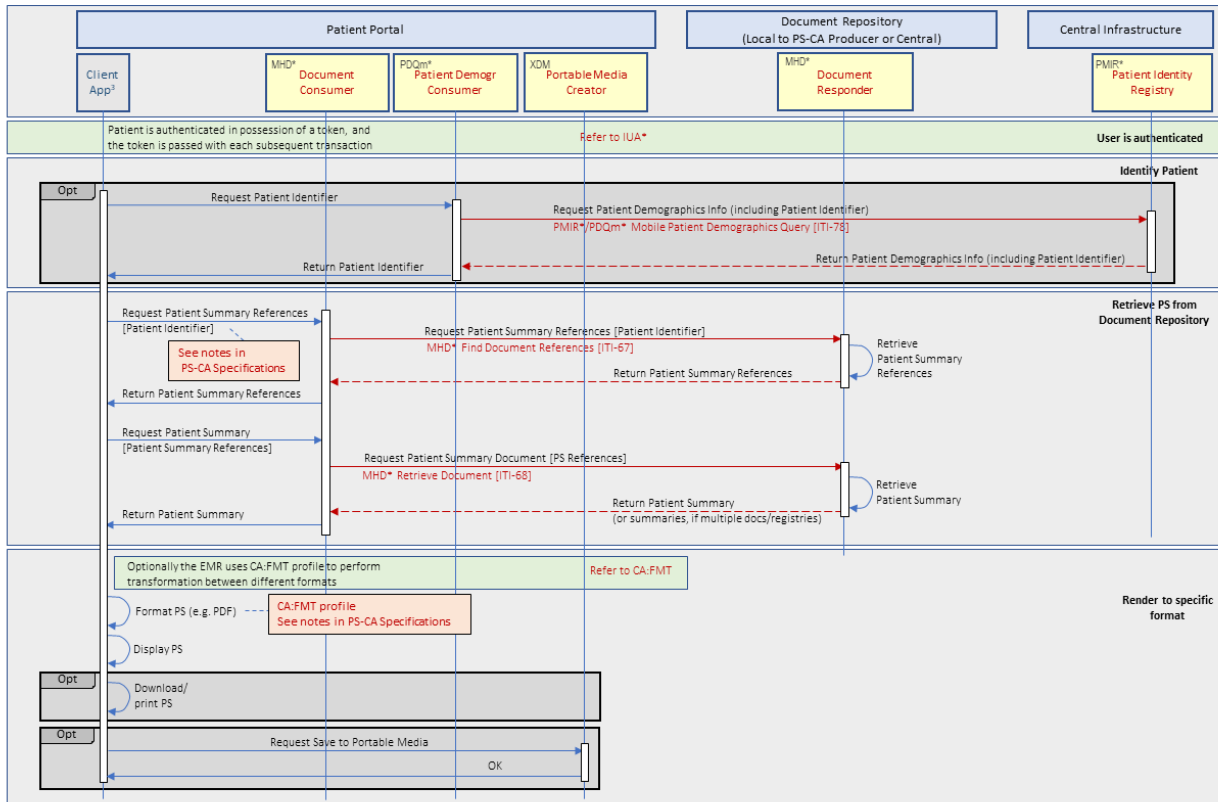 Patient Portal
Document Repository
(Local to PS-CA Producer or Central)
Central Infrastructure
Client
App³
MHD*
Document
Consumer
PDQm*
Patient Demogr
Consumer
XDM
Portable Media
Creator
MHD*
Document
Responder
PMIR*
Patient Identity
Registry
Patient is authenticated in possession of a token, and
the token is passed with each subsequent transaction
Refer to IUA*
User is authenticated
Identify Patient
Opt
Request Patient Identifier
Request Patient Demographics Info (including Patient Identifier)
PMIR*/PDQm* Mobile Patient Demographics Query [ITI-78]
Return Patient Demographics Info (including Patient Identifier)
Return Patient Identifier
Retrieve PS from
Document Repository
Request Patient Summary References
[Patient Identifier]
See notes in
PS-CA Specifications
Request Patient Summary References [Patient Identifier]
MHD* Find Document References [ITI-67]
Retrieve
Patient Summary
References
Return Patient Summary References
Return Patient Summary References
Request Patient Summary
[Patient Summary References]
Request Patient Summary Document [PS References]
MHD* Retrieve Document [ITI-68]
Retrieve
Patient Summary
Return Patient Summary
(or summaries, if multiple docs/registries)
Return Patient Summary
Optionally the EMR uses CA:FMT profile to perform
transformation between different formats
Refer to CA:FMT
Render to specific
format
Format PS (e.g. PDF)
CA:FMT profile
See notes in PS-CA Specifications
Display PS
Opt
Download/
print PS
Opt
Request Save to Portable Media
OK